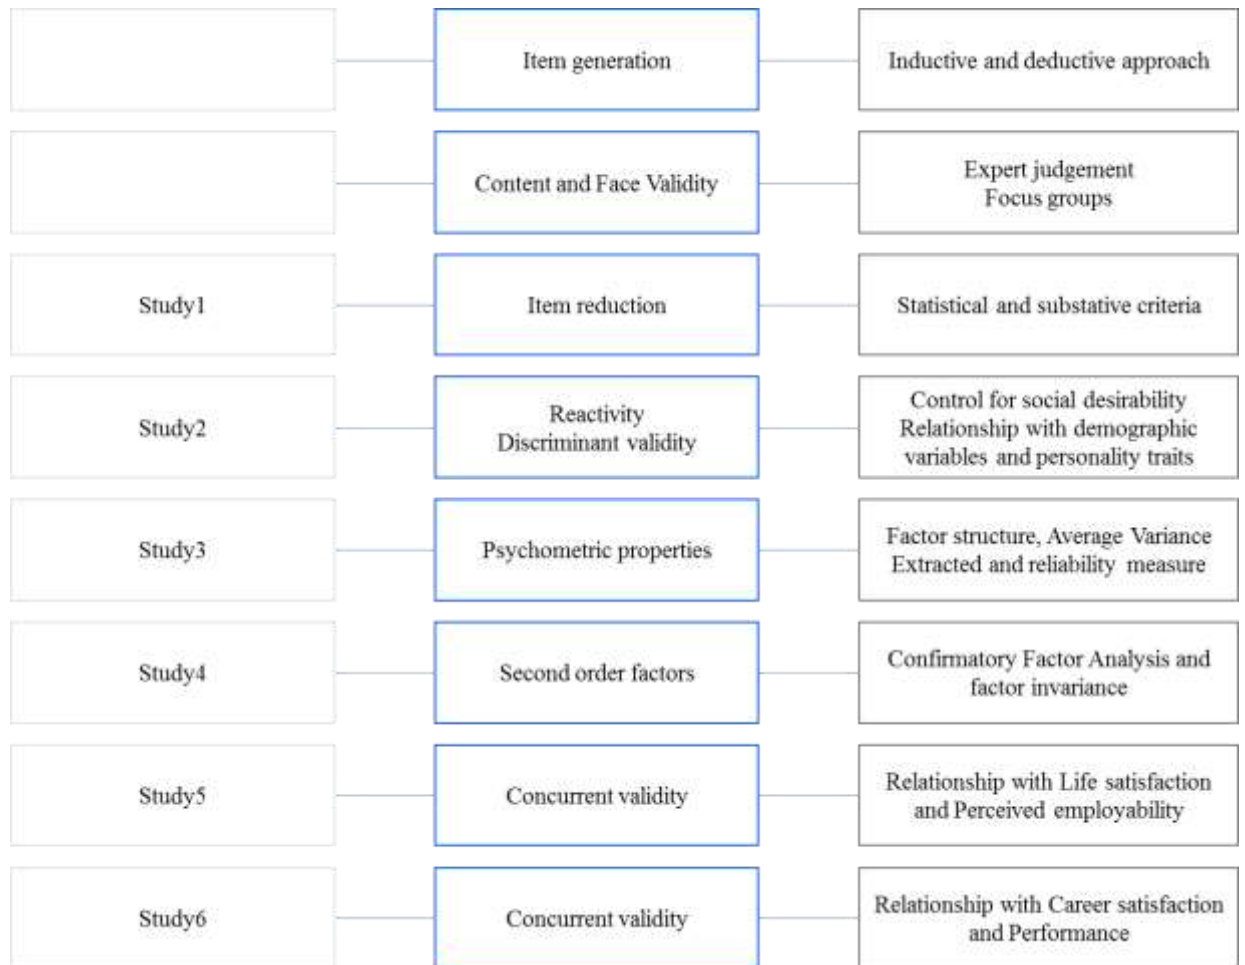 Item generation
Inductive and deductive approach
Content and Face Validity
Expert judgement
Focus groups
Study1
Item reduction
Statistical and substative criteria
Study2
Reactivity
Discriminant validity
Control for social desirability
Relationship with demographic
variables and personality traits
Study3
Psychometric properties
Factor structure, Average Variance
Extracted and reliability measure
Study4
Second order factors
Confirmatory Factor Analysis and
factor invariance
Study5
Concurrent validity
Relationship with Life satisfaction
and Perceived employability
Study6
Concurrent validity
Relationship with Career satisfaction
and Performance